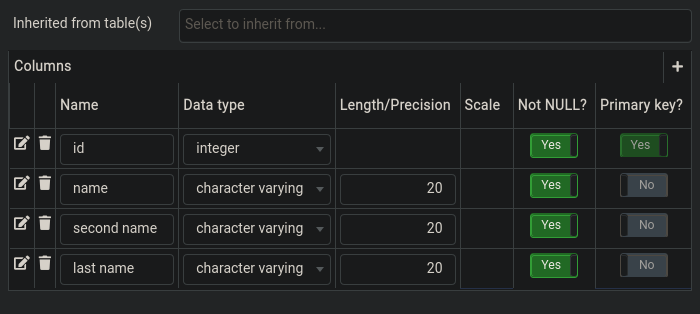 Inherited from table(s) Select to inherit from...
Columns +
Name Data type Length/Precision Scale Not NULL? Primary key?
id integer Yes Yes
name character varying 20 Yes No
second name character varying 20 Yes No
last name character varying 20 Yes No